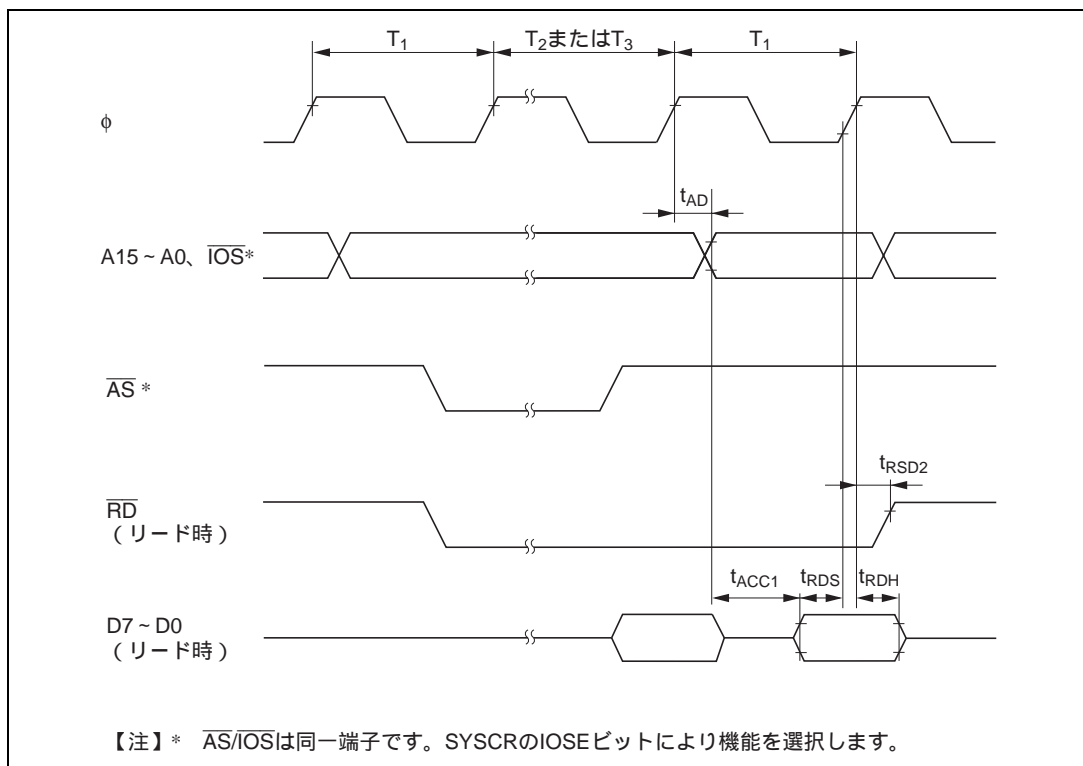 T1 T2またはT3 T1
φ
tAD
A15 ~ A0、IOS*
AS *
tRSD2
RD
(リード時)
tACC1 tRDS tRDH
D7 ~ D0
(リード時)
【注】* AS/IOSは同一端子です。SYSCRのIOSEビットにより機能を選択します。